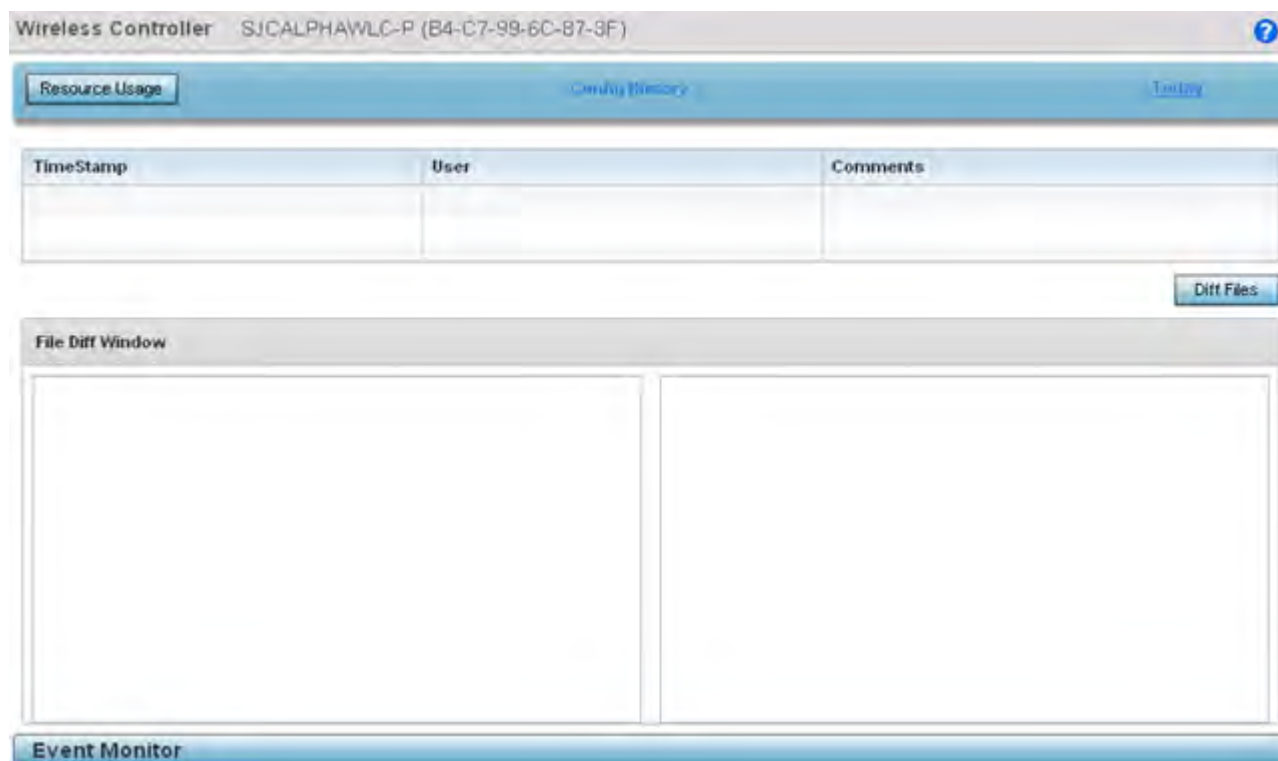 Wireless Controller SJCALPHAWLC-P (B4-C7-99-6C-87-3F)
Resource Usage Config History Today
TimeStamp User Comments
Diff Files
File Diff Window
Event Monitor